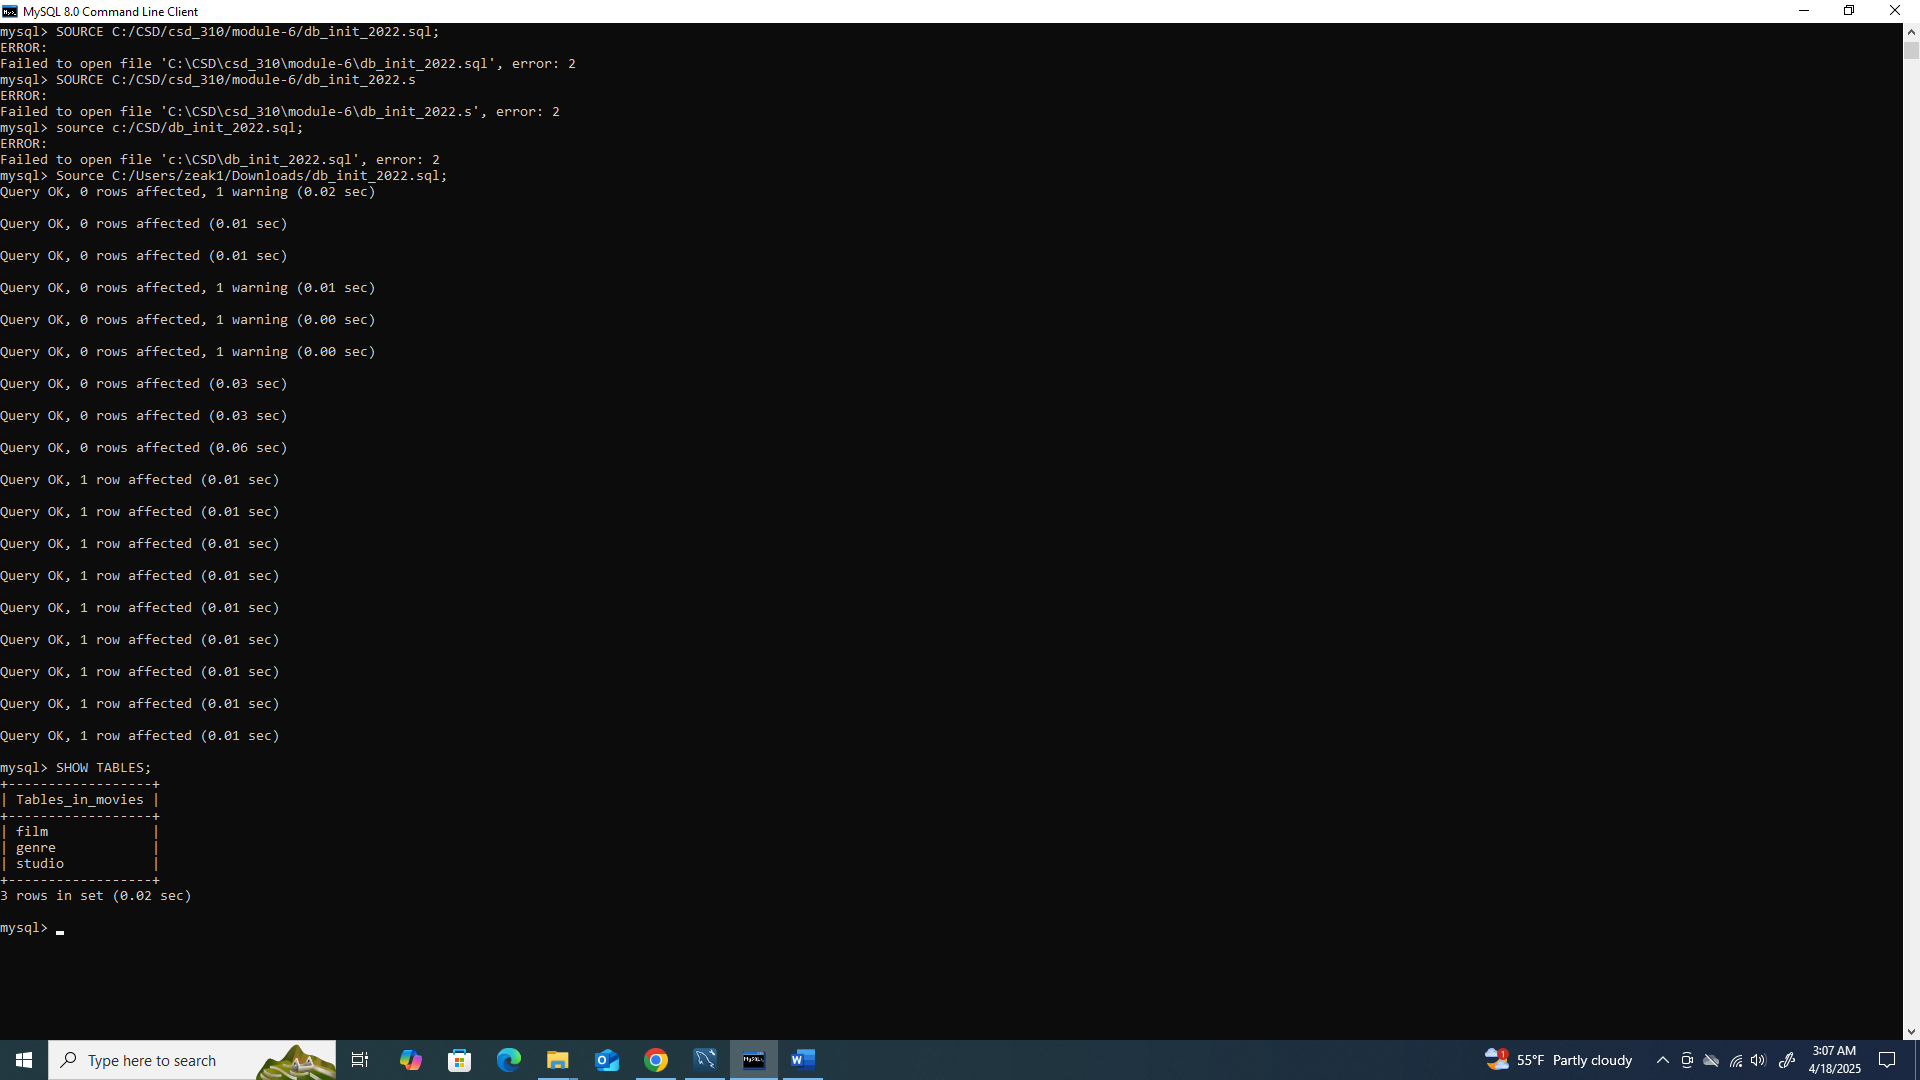 MySQL 8.0 Command Line Client
mysql> SOURCE C:/CSD/csd_310/module-6/db_init_2022.sql;
ERROR:
Failed to open file 'C:\CSD\csd_310\module-6\db_init_2022.sql', error: 2
mysql> SOURCE C:/CSD/csd_310/module-6/db_init_2022.s
ERROR:
Failed to open file 'C:\CSD\csd_310\module-6\db_init_2022.s', error: 2
mysql> source c:/CSD/db_init_2022.sql;
ERROR:
Failed to open file 'c:\CSD\db_init_2022.sql', error: 2
mysql> Source C:/Users/zeak1/Downloads/db_init_2022.sql;
Query OK, 0 rows affected, 1 warning (0.02 sec)
Query OK, 0 rows affected (0.01 sec)
Query OK, 0 rows affected (0.01 sec)
Query OK, 0 rows affected, 1 warning (0.01 sec)
Query OK, 0 rows affected, 1 warning (0.00 sec)
Query OK, 0 rows affected, 1 warning (0.00 sec)
Query OK, 0 rows affected (0.03 sec)
Query OK, 0 rows affected (0.03 sec)
Query OK, 0 rows affected (0.06 sec)
Query OK, 1 row affected (0.01 sec)
Query OK, 1 row affected (0.01 sec)
Query OK, 1 row affected (0.01 sec)
Query OK, 1 row affected (0.01 sec)
Query OK, 1 row affected (0.01 sec)
Query OK, 1 row affected (0.01 sec)
Query OK, 1 row affected (0.01 sec)
Query OK, 1 row affected (0.01 sec)
Query OK, 1 row affected (0.01 sec)
mysql> SHOW TABLES;
+------------------+
| Tables_in_movies |
+------------------+
| film             |
| genre            |
| studio           |
+------------------+
3 rows in set (0.02 sec)
mysql>
Type here to search
1
55°F Partly cloudy
3:07 AM
4/18/2025